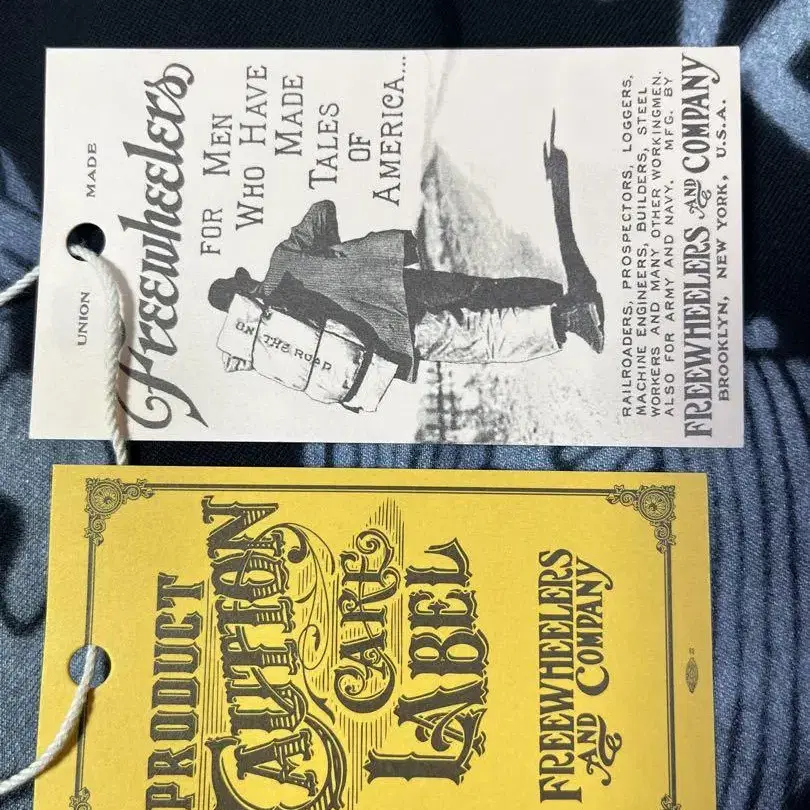 UNION MADE
Freewheelers
FOR MEN
WHO HAVE
MADE
TALES
OF
AMERICA...
ON THE ROAD
RAILROADERS, PROSPECTORS, LOGGERS,
MACHINE ENGINEERS, BUILDERS, STEEL
WORKERS AND MANY OTHER WORKINGMEN.
ALSO FOR ARMY AND NAVY. MFG. BY
FREEWHEELERS AND COMPANY
BROOKLYN, NEW YORK, U.S.A.
PRODUCT
CAUTION
CARE
LABEL
FREEWHEELERS
AND COMPANY